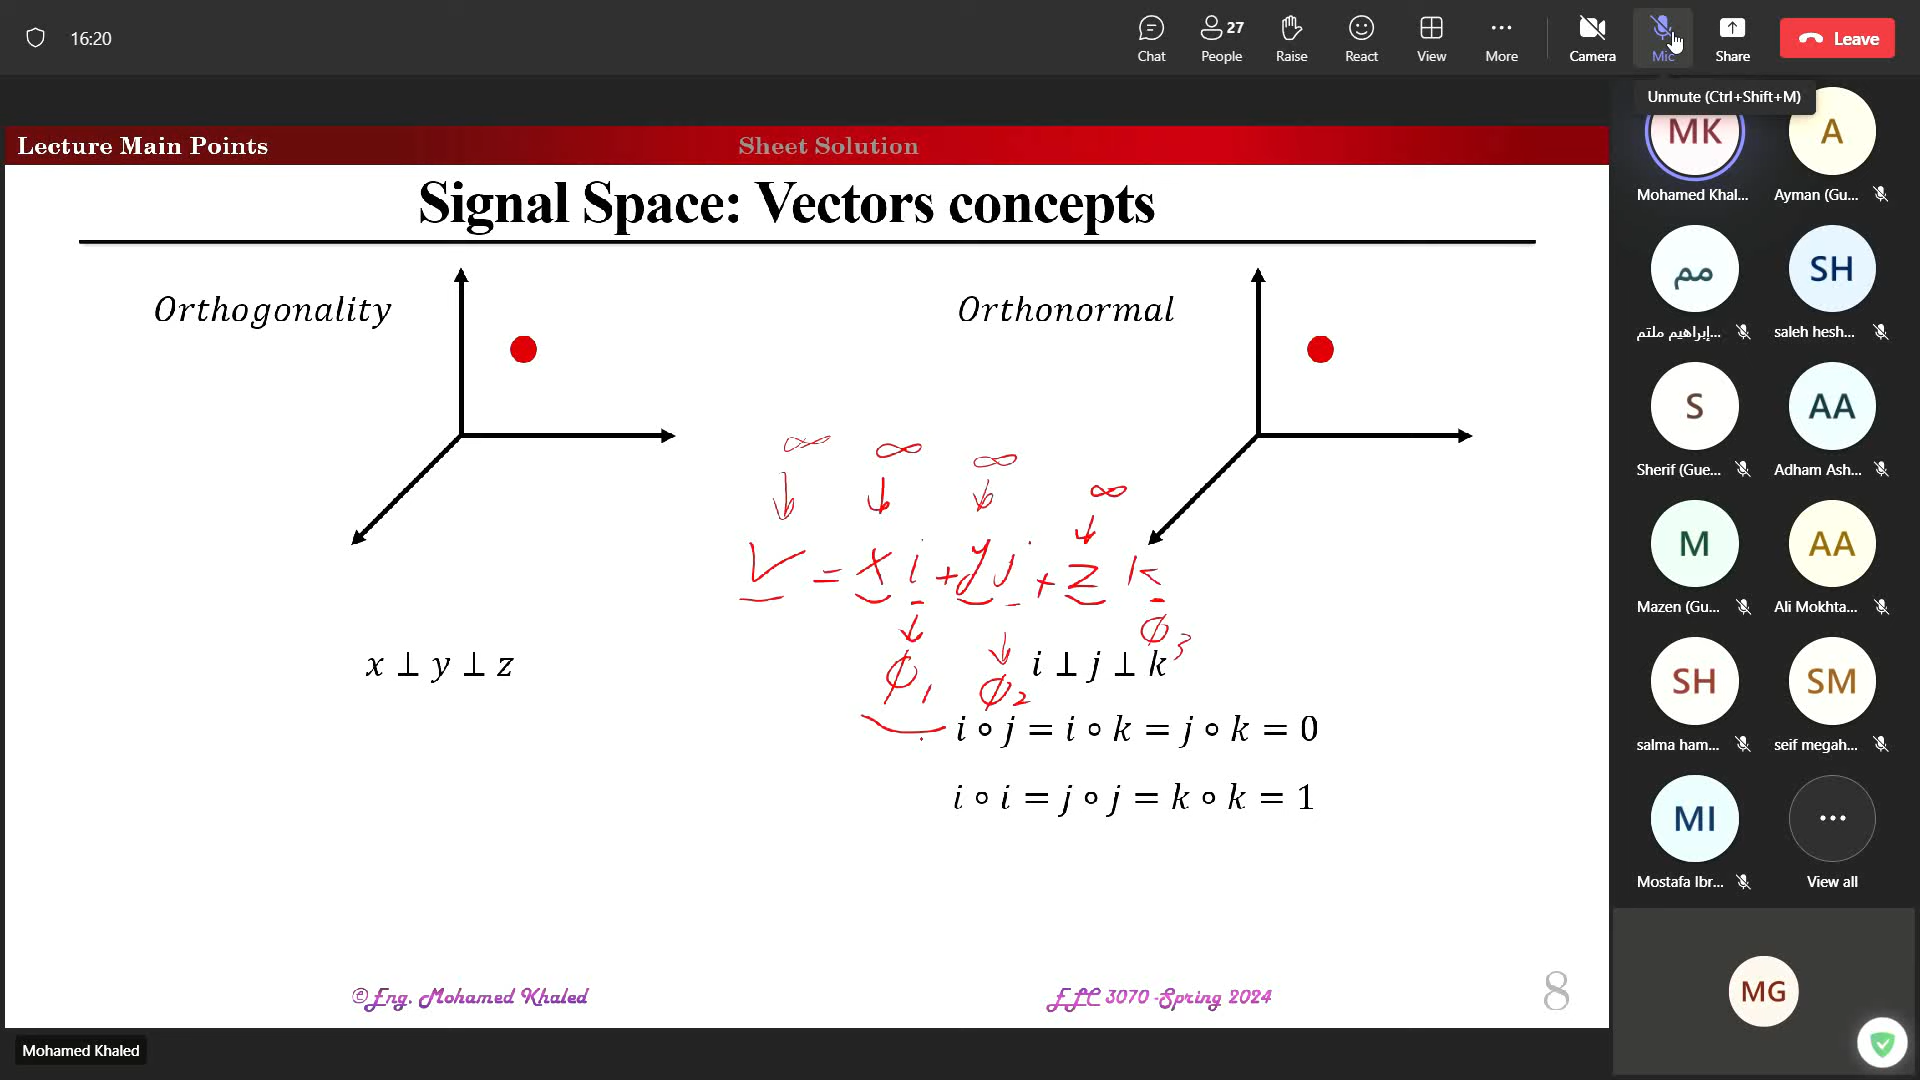 16:20
Chat
27
People
Raise
React
View
More
Camera
Mic
Share
Leave
Unmute (Ctrl+Shift+M)
Lecture Main Points
Sheet Solution
Signal Space: Vectors concepts
Orthogonality
Orthonormal
∞ ∞ ∞ ∞
V = x i + y j + z k
ϕ1 ϕ2 ϕ3
x ⊥ y ⊥ z
i ⊥ j ⊥ k
i ∘ j = i ∘ k = j ∘ k = 0
i ∘ i = j ∘ j = k ∘ k = 1
©Eng. Mohamed Khaled
ELC 3070 -Spring 2024
8
Mohamed Khaled
MK
Mohamed Khal...
A
Ayman (Gu...
مم
إبراهيم ملتم...
SH
saleh hesh...
S
Sherif (Gue...
AA
Adham Ash...
M
Mazen (Gu...
AA
Ali Mokhta...
SH
salma ham...
SM
seif megah...
MI
Mostafa Ibr...
View all
MG